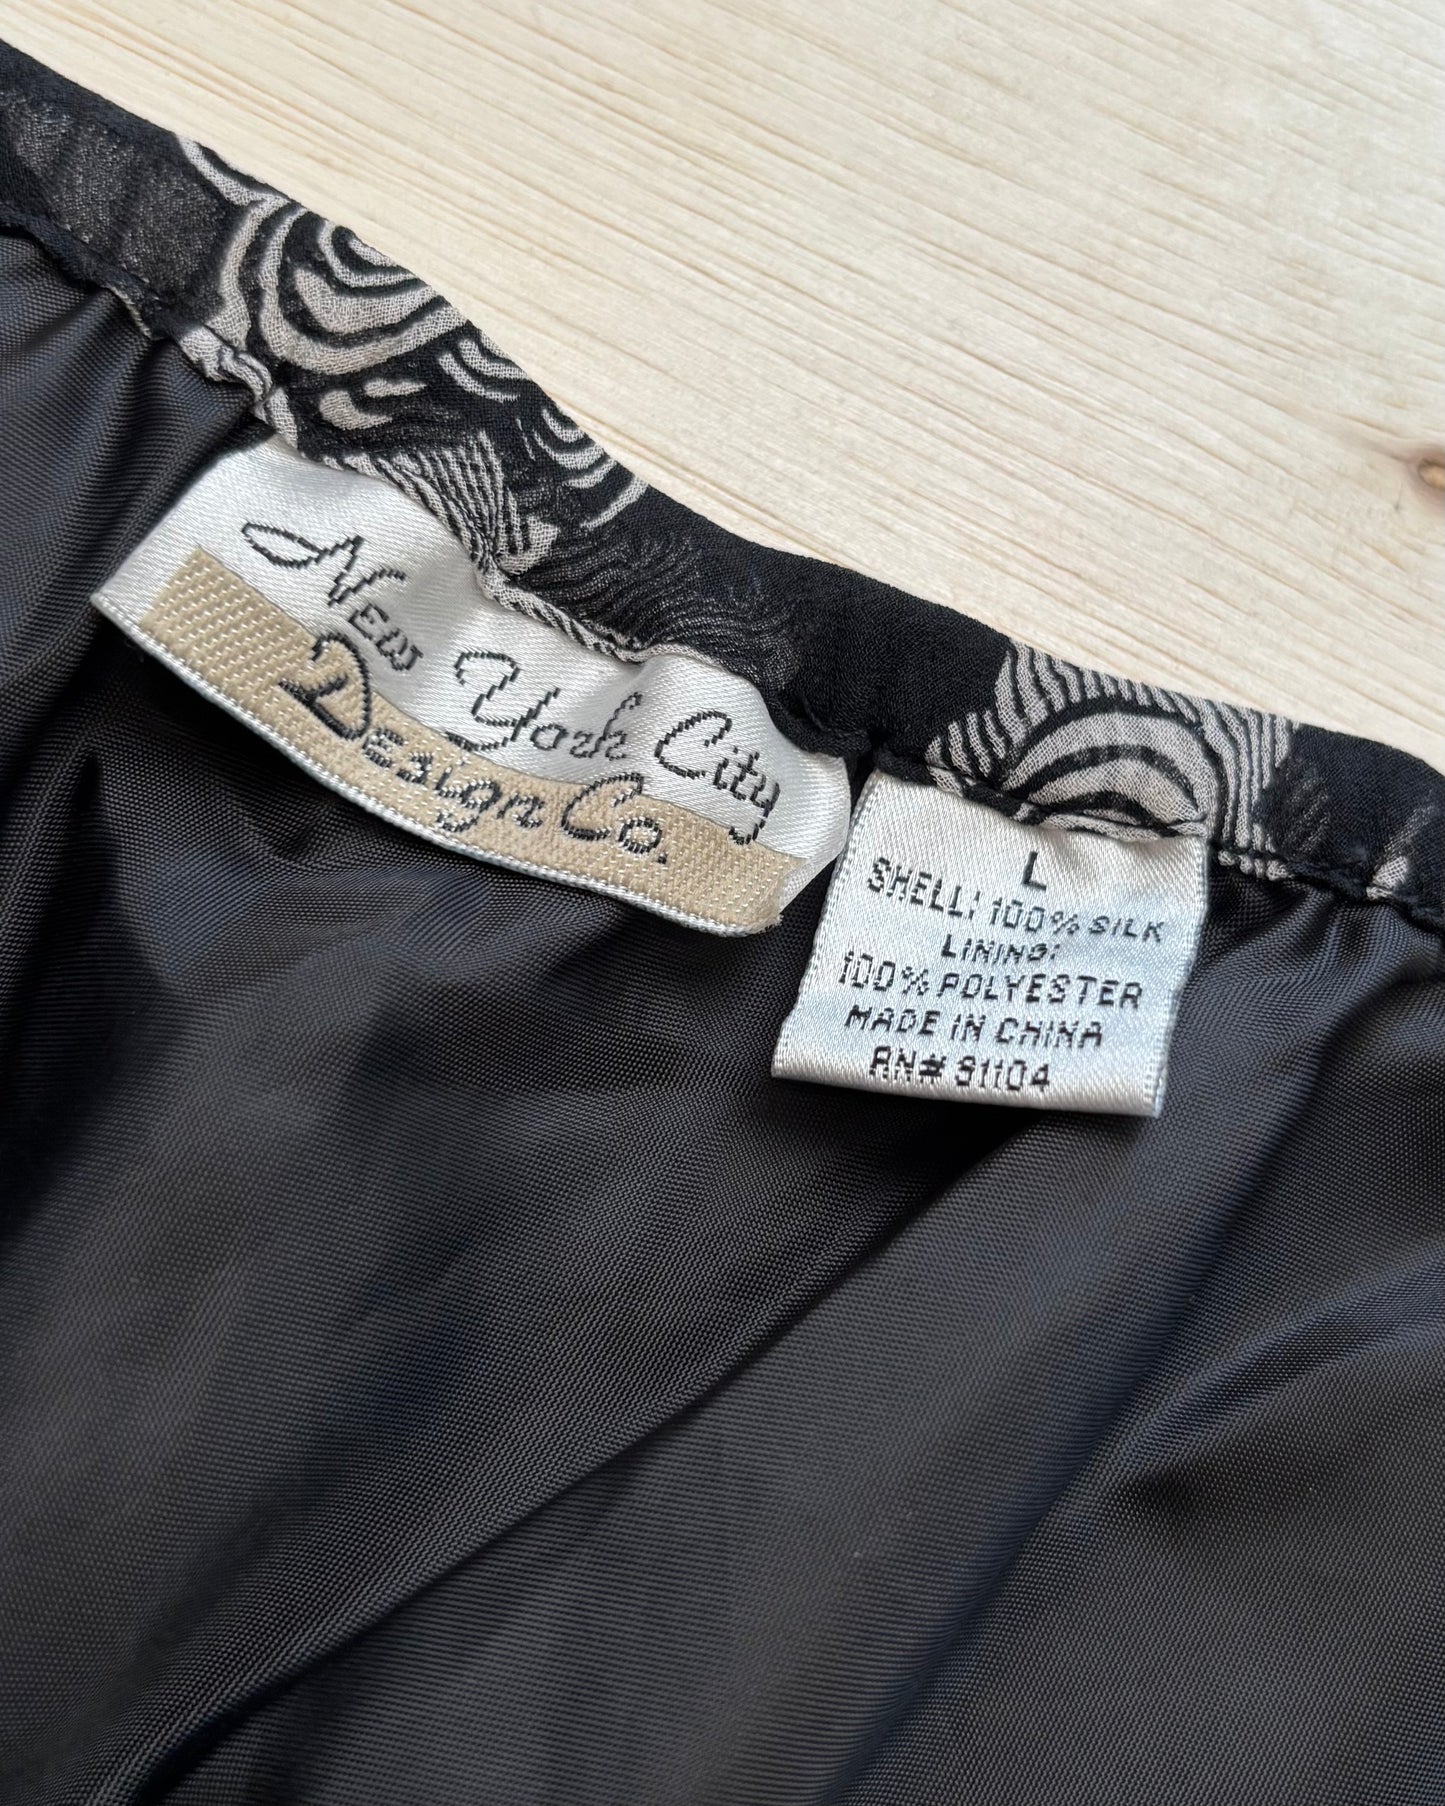 New York City
Design Co.
L
SHELL: 100% SILK
LINING:
100% POLYESTER
MADE IN CHINA
RN# 91104